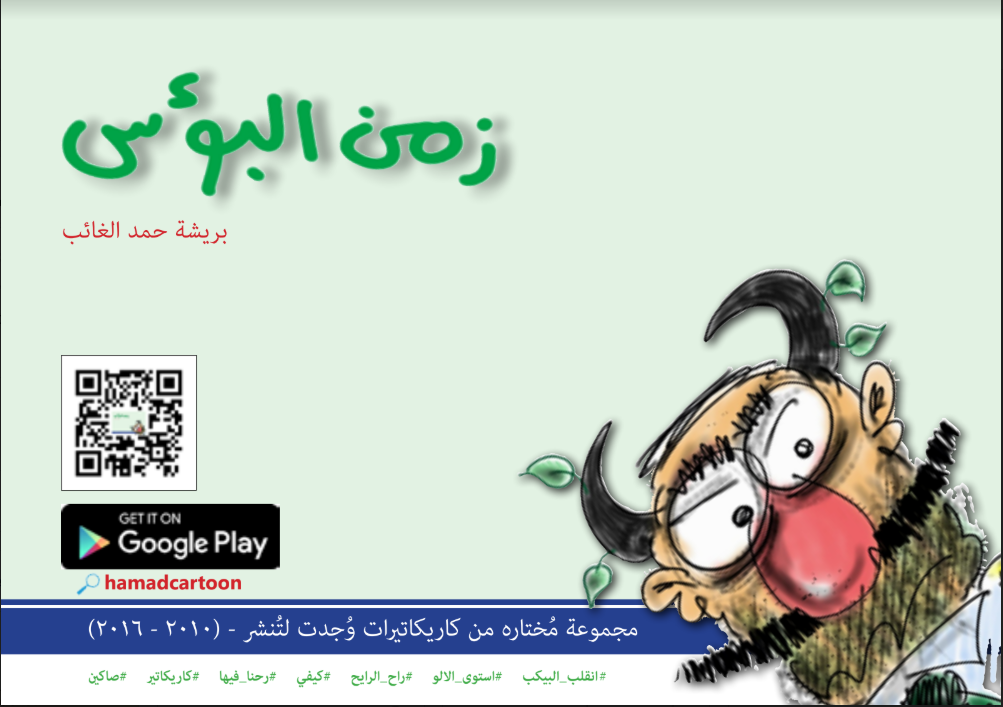 زمن البؤس
بريشة حمد الغائب
GET IT ON
Google Play
hamadcartoon
مجموعة مُختاره من كاريكاتيرات وُجدت لتُنشر - (٢٠١٠ - ٢٠١٦)
#انقلب_البيكب #استوى_الالو #راح_الرايح #كيفي #رحنا_فيها #كاريكاتير #صاكين